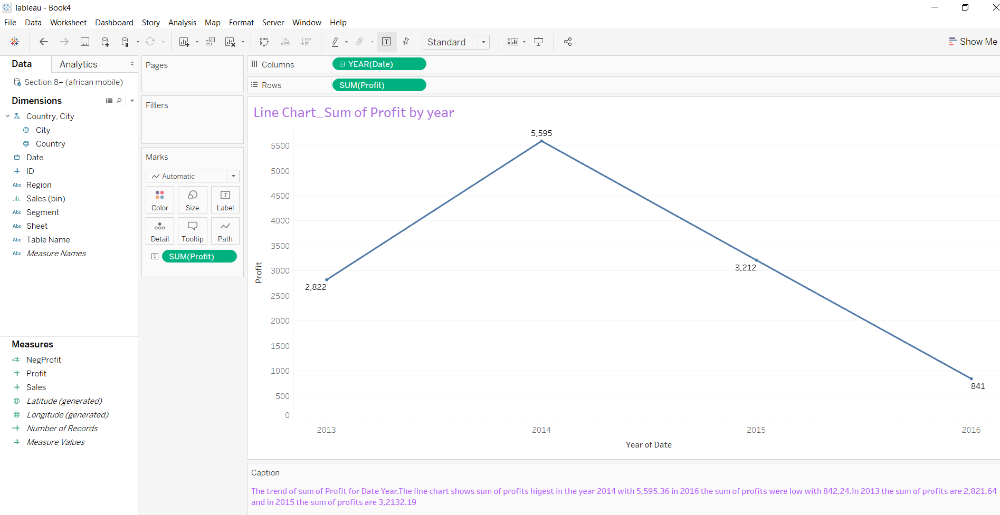 Tableau - Book4
File Data Worksheet Dashboard Story Analysis Map Format Server Window Help
Standard
Show Me
Data Analytics
Section 8+ (african mobile)
Dimensions
Country, City
City
Country
Date
ID
Abc Region
Sales (bin)
Abc Segment
Abc Sheet
Abc Table Name
Abc Measure Names
Measures
NegProfit
Profit
Sales
Latitude (generated)
Longitude (generated)
Number of Records
Measure Values
Pages
Filters
Marks
Automatic
Color Size Label
Detail Tooltip Path
SUM(Profit)
Columns YEAR(Date)
Rows SUM(Profit)
Line Chart_Sum of Profit by year
5,595
2,822
3,212
841
Profit
5500
5000
4500
4000
3500
3000
2500
2000
1500
1000
500
0
2013 2014 2015 2016
Year of Date
Caption
The trend of sum of Profit for Date Year.The line chart shows sum of profits higest in the year 2014 with 5,595.36 in 2016 the sum of profits were low with 842.24.In 2013 the sum of profits are 2,821.64
and in 2015 the sum of profits are 3,2132.19